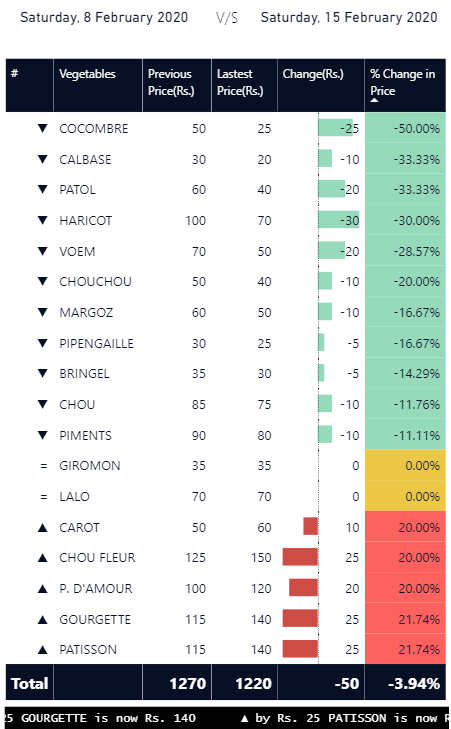 Saturday, 8 February 2020 V/S Saturday, 15 February 2020
# Vegetables Previous Price(Rs.) Lastest Price(Rs.) Change(Rs.) % Change in Price
▼ COCOMBRE 50 25 -25 -50.00%
▼ CALBASE 30 20 -10 -33.33%
▼ PATOL 60 40 -20 -33.33%
▼ HARICOT 100 70 -30 -30.00%
▼ VOEM 70 50 -20 -28.57%
▼ CHOUCHOU 50 40 -10 -20.00%
▼ MARGOZ 60 50 -10 -16.67%
▼ PIPENGAILLE 30 25 -5 -16.67%
▼ BRINGEL 35 30 -5 -14.29%
▼ CHOU 85 75 -10 -11.76%
▼ PIMENTS 90 80 -10 -11.11%
= GIROMON 35 35 0 0.00%
= LALO 70 70 0 0.00%
▲ CAROT 50 60 10 20.00%
▲ CHOU FLEUR 125 150 25 20.00%
▲ P. D'AMOUR 100 120 20 20.00%
▲ GOURGETTE 115 140 25 21.74%
▲ PATISSON 115 140 25 21.74%
Total 1270 1220 -50 -3.94%
5 GOURGETTE is now Rs. 140 ▲ by Rs. 25 PATISSON is now R